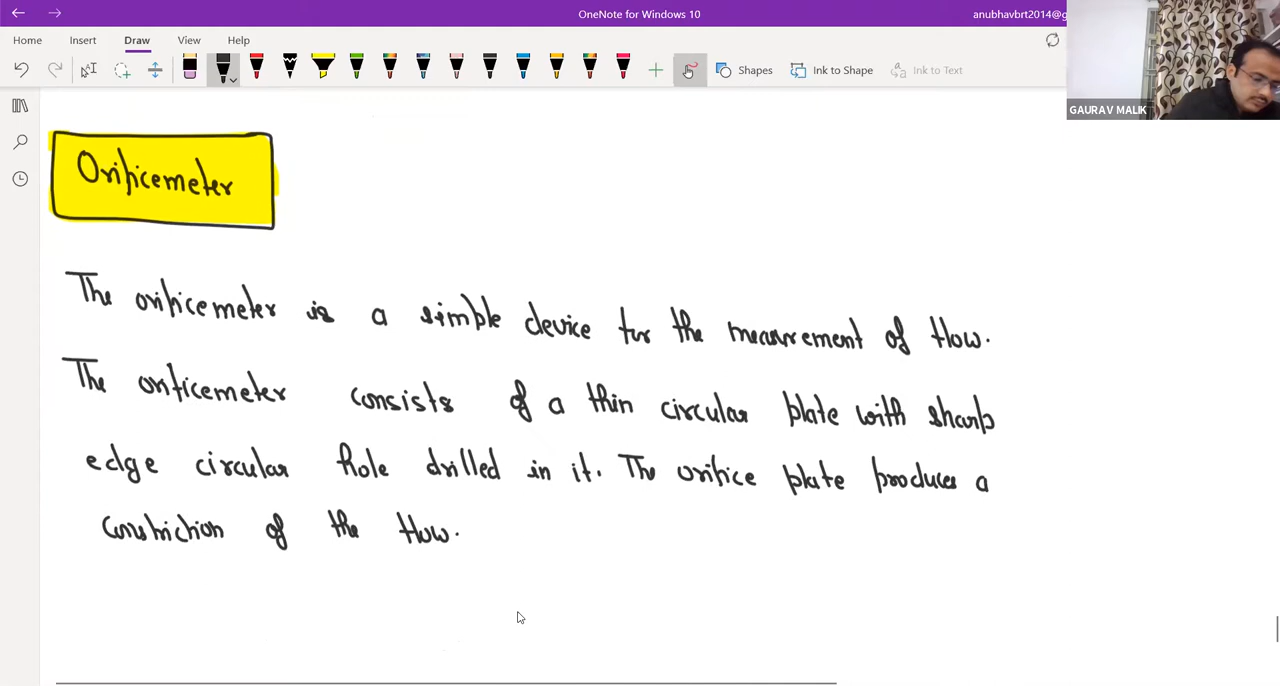 OneNote for Windows 10
anubhavbrt2014@g
Home Insert Draw View Help
Shapes Ink to Shape Ink to Text
GAURAV MALIK
Orificemeter
The orificemeter is a simple device for the measurement of flow.
The orificemeter consists of a thin circular plate with sharp
edge circular hole drilled in it. The orifice plate produces a
constriction of the flow.